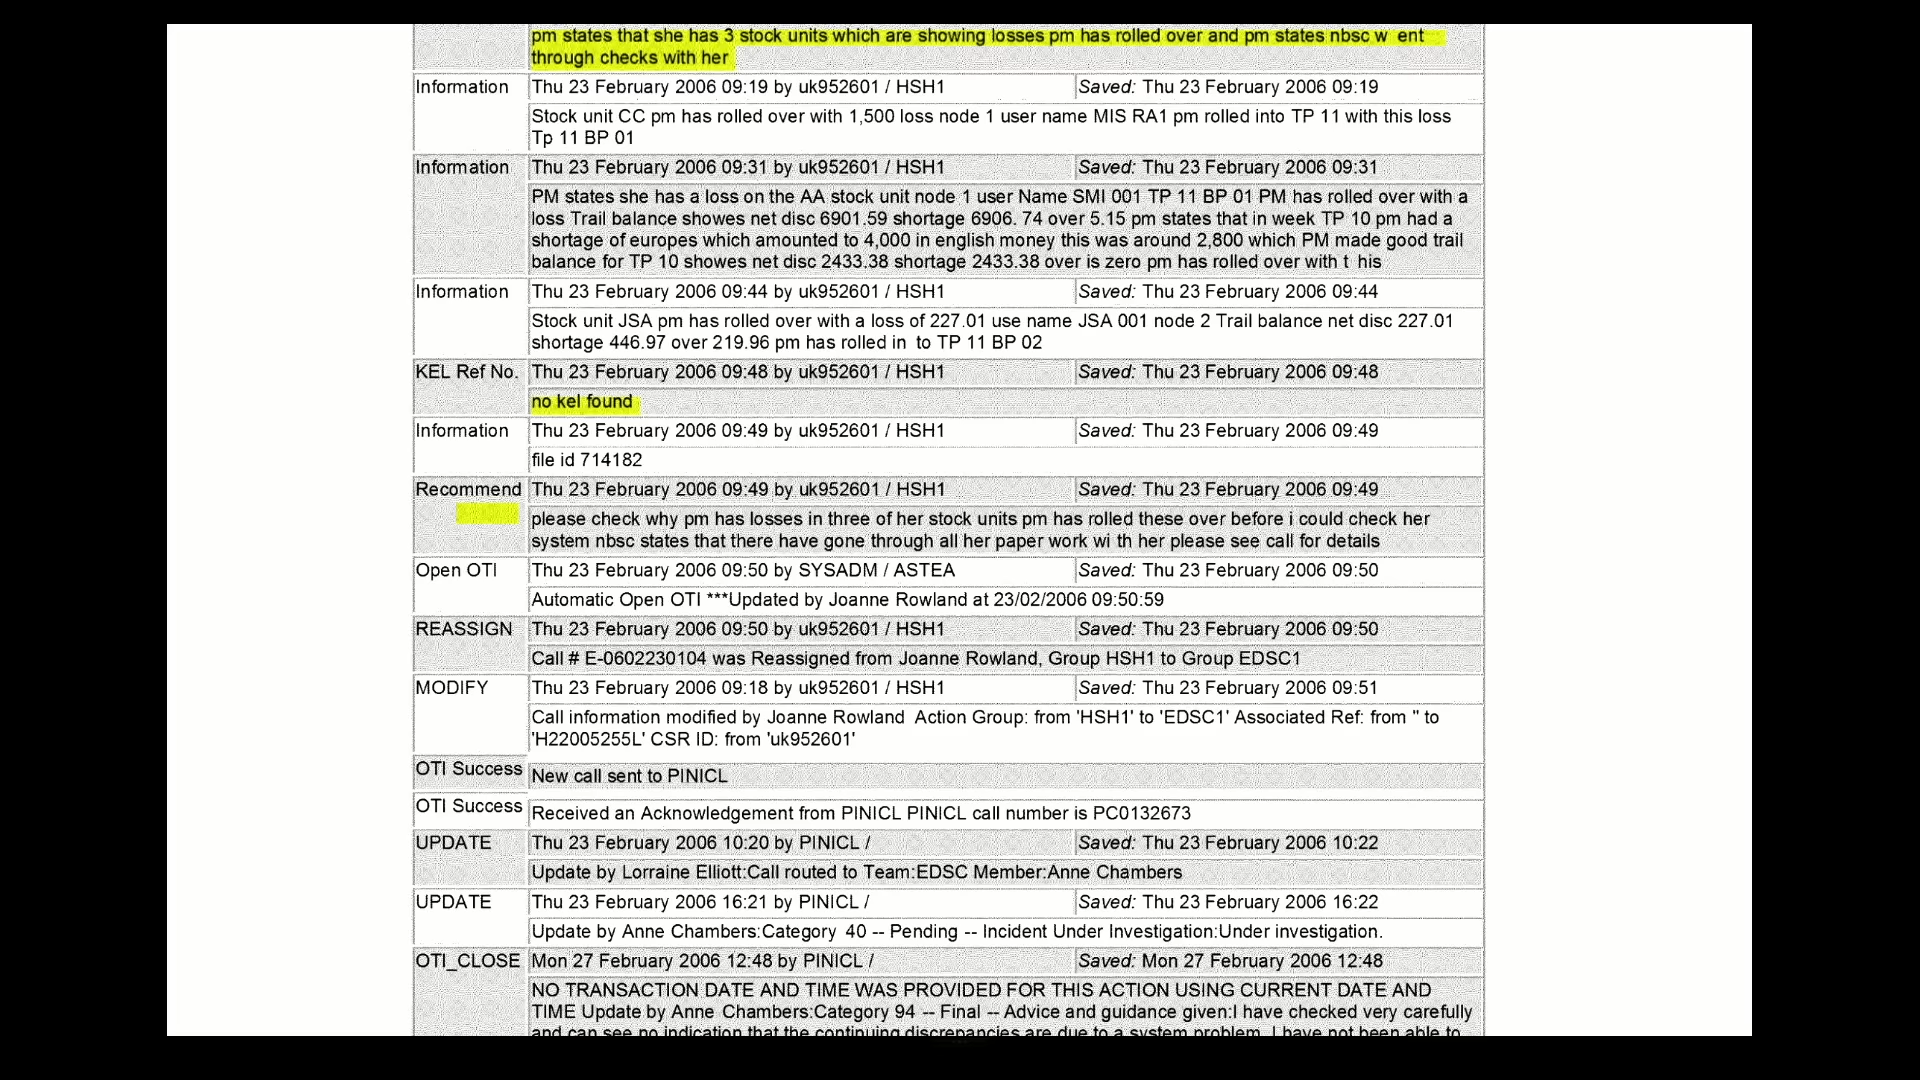 pm states that she has 3 stock units which are showing losses pm has rolled over and pm states nbsc w ent
through checks with her
Information Thu 23 February 2006 09:19 by uk952601 / HSH1 Saved: Thu 23 February 2006 09:19
Stock unit CC pm has rolled over with 1,500 loss node 1 user name MIS RA1 pm rolled into TP 11 with this loss
Tp 11 BP 01
Information Thu 23 February 2006 09:31 by uk952601 / HSH1 Saved: Thu 23 February 2006 09:31
PM states she has a loss on the AA stock unit node 1 user Name SMI 001 TP 11 BP 01 PM has rolled over with a
loss Trail balance showes net disc 6901.59 shortage 6906. 74 over 5.15 pm states that in week TP 10 pm had a
shortage of europes which amounted to 4,000 in english money this was around 2,800 which PM made good trail
balance for TP 10 showes net disc 2433.38 shortage 2433.38 over is zero pm has rolled over with t his
Information Thu 23 February 2006 09:44 by uk952601 / HSH1 Saved: Thu 23 February 2006 09:44
Stock unit JSA pm has rolled over with a loss of 227.01 use name JSA 001 node 2 Trail balance net disc 227.01
shortage 446.97 over 219.96 pm has rolled in to TP 11 BP 02
KEL Ref No. Thu 23 February 2006 09:48 by uk952601 / HSH1 Saved: Thu 23 February 2006 09:48
no kel found
Information Thu 23 February 2006 09:49 by uk952601 / HSH1 Saved: Thu 23 February 2006 09:49
file id 714182
Recommend Thu 23 February 2006 09:49 by uk952601 / HSH1 Saved: Thu 23 February 2006 09:49
please check why pm has losses in three of her stock units pm has rolled these over before i could check her
system nbsc states that there have gone through all her paper work wi th her please see call for details
Open OTI Thu 23 February 2006 09:50 by SYSADM / ASTEA Saved: Thu 23 February 2006 09:50
Automatic Open OTI ***Updated by Joanne Rowland at 23/02/2006 09:50:59
REASSIGN Thu 23 February 2006 09:50 by uk952601 / HSH1 Saved: Thu 23 February 2006 09:50
Call # E-0602230104 was Reassigned from Joanne Rowland, Group HSH1 to Group EDSC1
MODIFY Thu 23 February 2006 09:18 by uk952601 / HSH1 Saved: Thu 23 February 2006 09:51
Call information modified by Joanne Rowland Action Group: from 'HSH1' to 'EDSC1' Associated Ref: from '' to
'H22005255L' CSR ID: from 'uk952601'
OTI Success New call sent to PINICL
OTI Success Received an Acknowledgement from PINICL PINICL call number is PC0132673
UPDATE Thu 23 February 2006 10:20 by PINICL / Saved: Thu 23 February 2006 10:22
Update by Lorraine Elliott:Call routed to Team:EDSC Member:Anne Chambers
UPDATE Thu 23 February 2006 16:21 by PINICL / Saved: Thu 23 February 2006 16:22
Update by Anne Chambers:Category 40 -- Pending -- Incident Under Investigation:Under investigation.
OTI_CLOSE Mon 27 February 2006 12:48 by PINICL / Saved: Mon 27 February 2006 12:48
NO TRANSACTION DATE AND TIME WAS PROVIDED FOR THIS ACTION USING CURRENT DATE AND
TIME Update by Anne Chambers:Category 94 -- Final -- Advice and guidance given:I have checked very carefully
and can see no indication that the continuing discrepancies are due to a system problem. I have not been able to